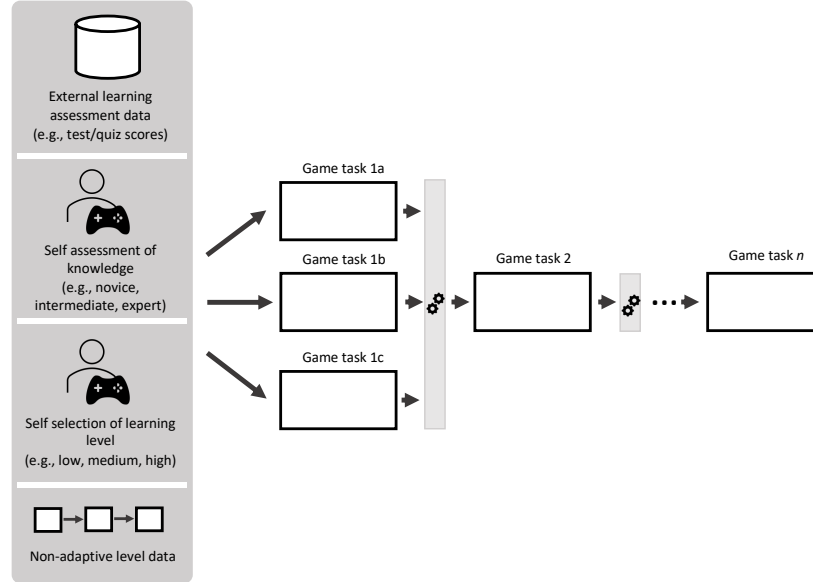 External learning
assessment data
(e.g., test/quiz scores)
Self assessment of
knowledge
(e.g., novice,
intermediate, expert)
Self selection of learning
level
(e.g., low, medium, high)
Non-adaptive level data
Game task 1a
Game task 1b
Game task 1c
Game task 2
Game task n